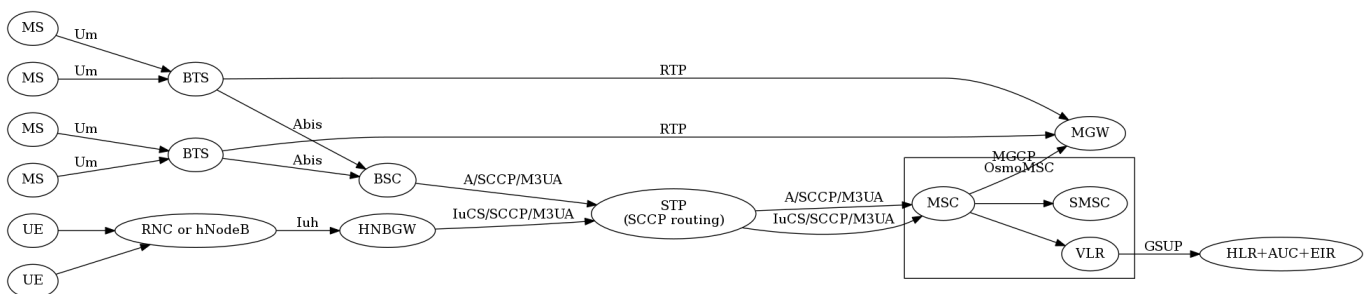 MS
Um
MS
Um
BTS
RTP
MS
Um
MS
Um
BTS
RTP
Abis
Abis
BSC
MGW
MGCP
OsmoMSC
A/SCCP/M3UA
STP
(SCCP routing)
A/SCCP/M3UA
IuCS/SCCP/M3UA
MSC
SMSC
UE
RNC or hNodeB
Iuh
HNBGW
IuCS/SCCP/M3UA
VLR
GSUP
HLR+AUC+EIR
UE